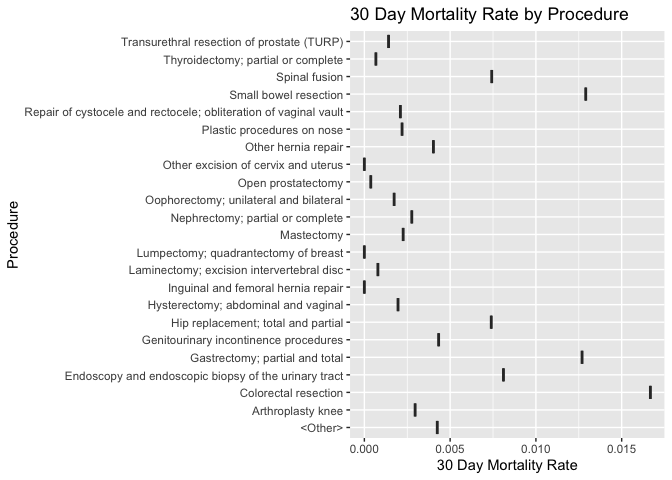 30 Day Mortality Rate by Procedure
Procedure
Transurethral resection of prostate (TURP)
Thyroidectomy; partial or complete
Spinal fusion
Small bowel resection
Repair of cystocele and rectocele; obliteration of vaginal vault
Plastic procedures on nose
Other hernia repair
Other excision of cervix and uterus
Open prostatectomy
Oophorectomy; unilateral and bilateral
Nephrectomy; partial or complete
Mastectomy
Lumpectomy; quadrantectomy of breast
Laminectomy; excision intervertebral disc
Inguinal and femoral hernia repair
Hysterectomy; abdominal and vaginal
Hip replacement; total and partial
Genitourinary incontinence procedures
Gastrectomy; partial and total
Endoscopy and endoscopic biopsy of the urinary tract
Colorectal resection
Arthroplasty knee
<Other>
0.000 0.005 0.010 0.015
30 Day Mortality Rate